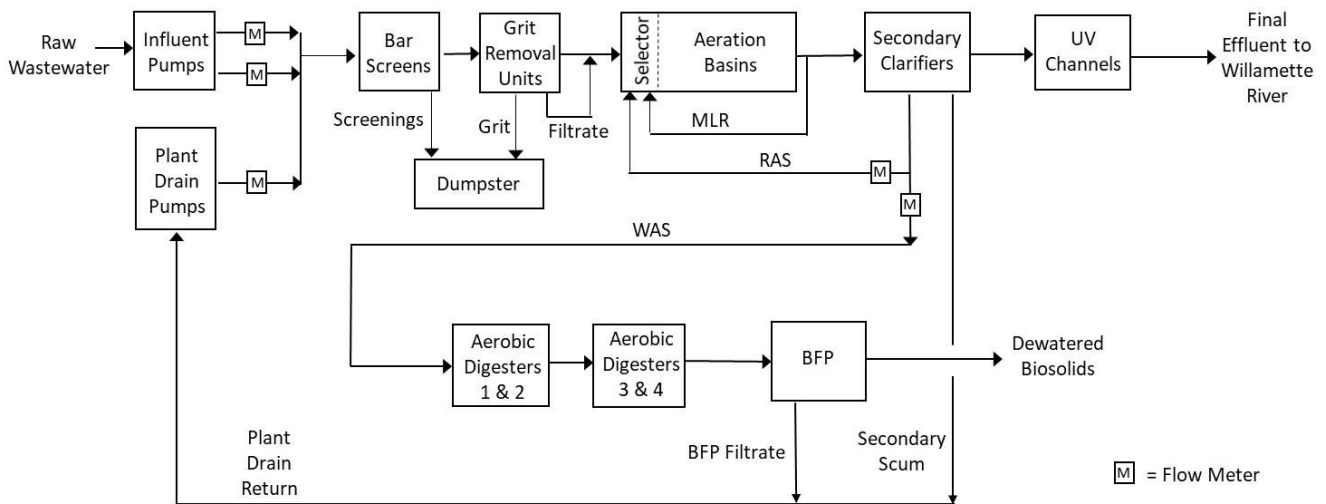 Raw
Wastewater
Influent
Pumps
M
M
Plant
Drain
Pumps
M
Bar
Screens
Screenings
Grit
Removal
Units
Grit
Filtrate
Dumpster
Selector
Aeration
Basins
MLR
RAS
M
M
WAS
Secondary
Clarifiers
UV
Channels
Final
Effluent to
Willamette
River
Aerobic
Digesters
1 & 2
Aerobic
Digesters
3 & 4
BFP
Dewatered
Biosolids
BFP Filtrate
Secondary
Scum
Plant
Drain
Return
M = Flow Meter